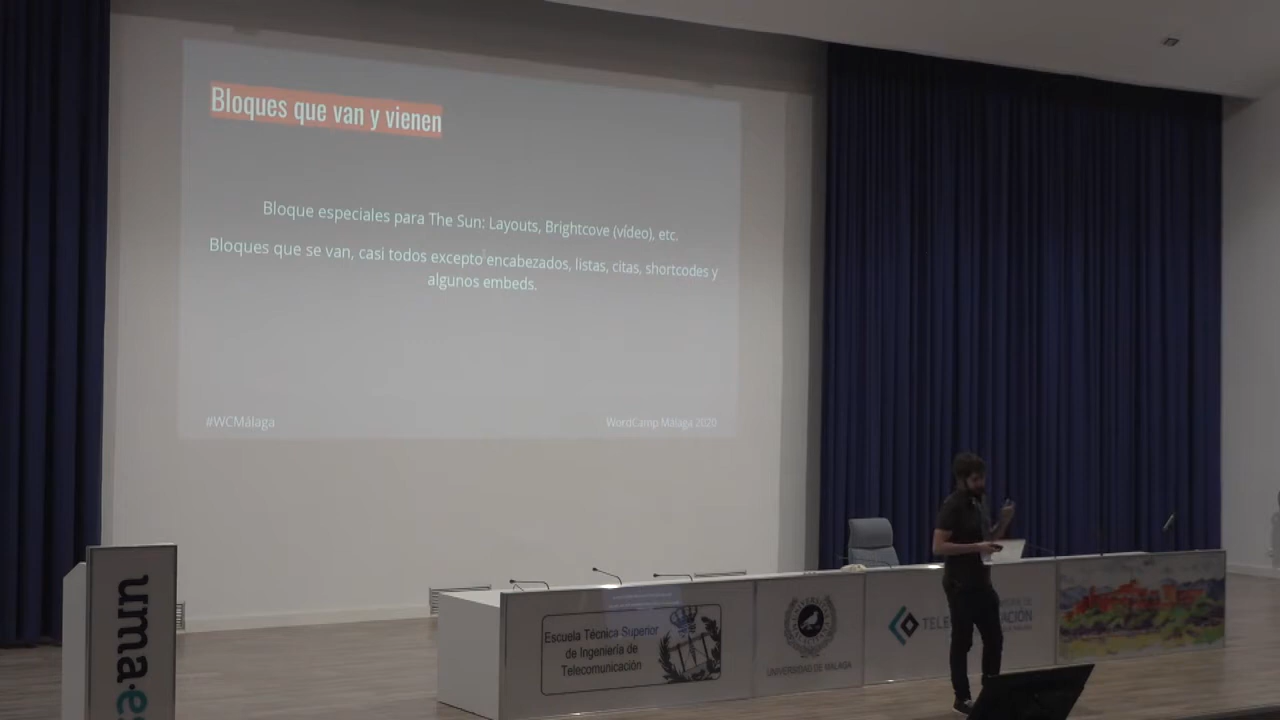 Bloques que van y vienen
Bloque especiales para The Sun: Layouts, Brightcove (vídeo), etc.
Bloques que se van, casi todos excepto encabezados, listas, citas, shortcodes y
algunos embeds.
#WCMálaga
WordCamp Málaga 2020
uma.es
Escuela Técnica Superior
de Ingeniería de
Telecomunicación
UNIVERSIDAD DE MÁLAGA